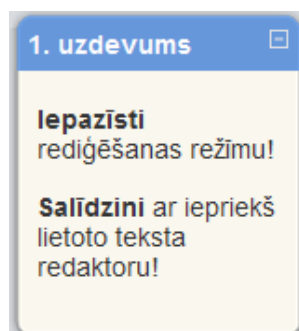 1. uzdevums
Iepazīsti
rediģēšanas režīmu!
Salīdzini ar iepriekš
lietoto teksta
redaktoru!